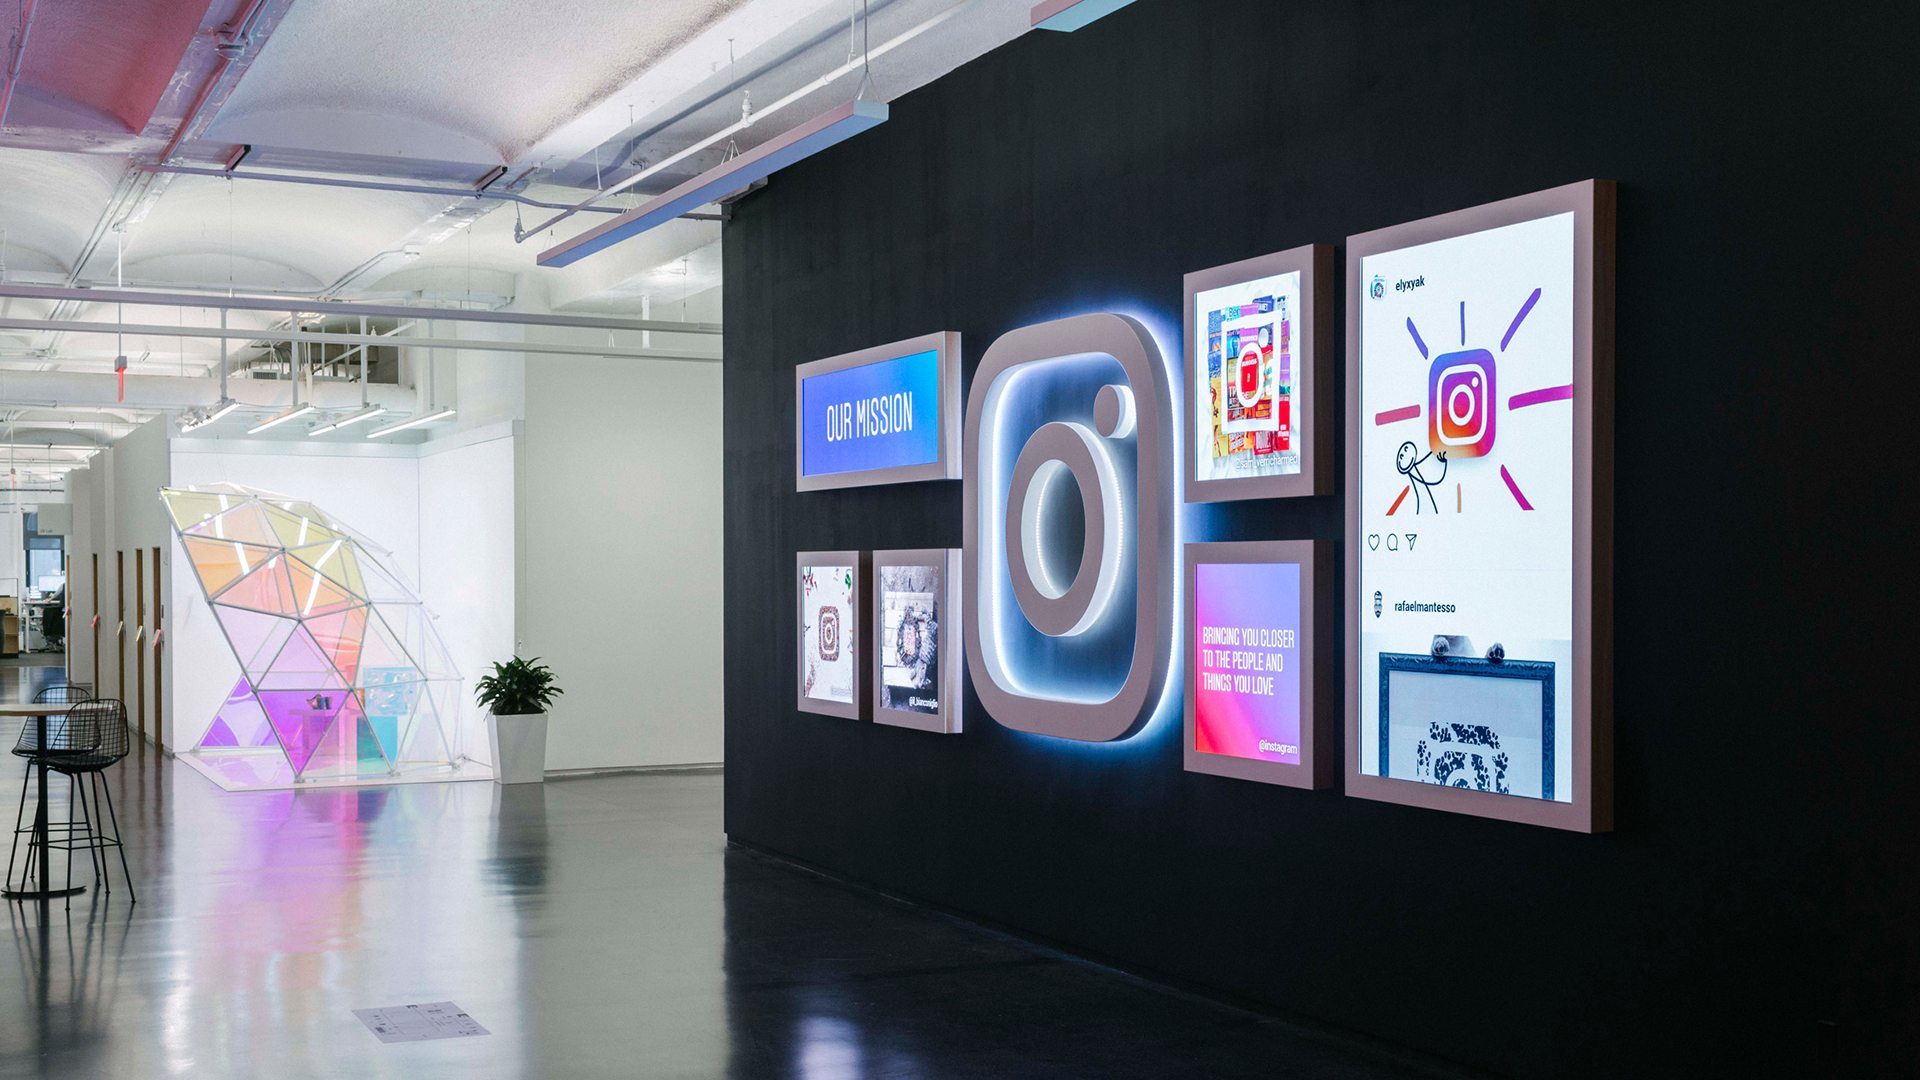 OUR MISSION
BRINGING YOU CLOSER
TO THE PEOPLE AND
THINGS YOU LOVE
@instagram
elyxyak
rafaelmantesso